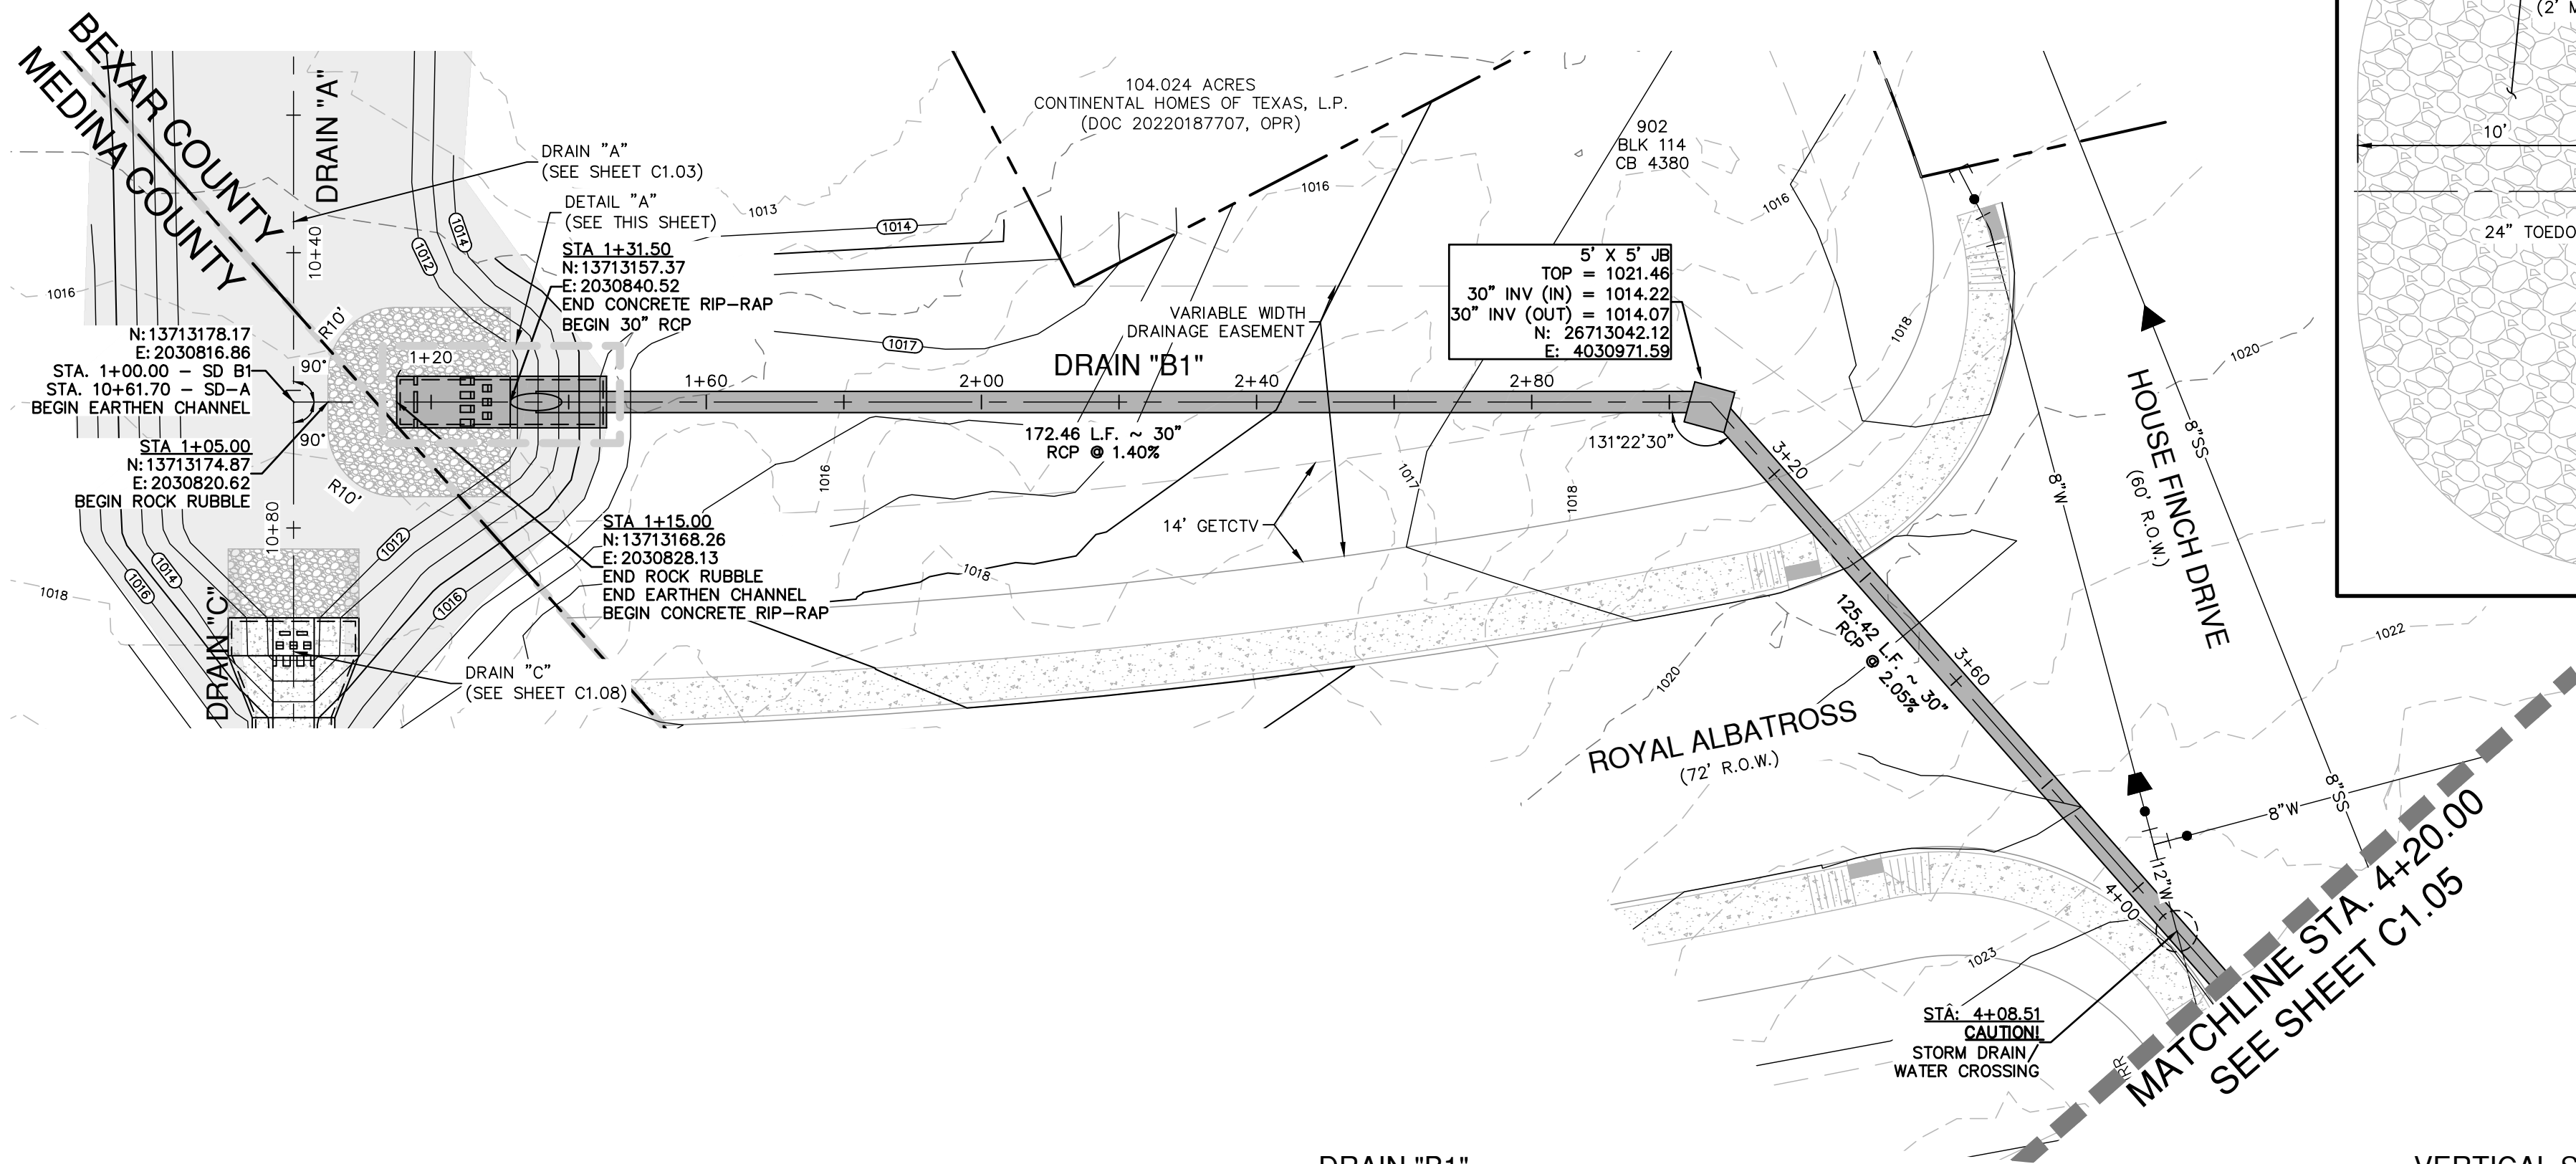 BEXAR COUNTY
MEDINA COUNTY
DRAIN "A"
10+40
10+80
DRAIN "A"
(SEE SHEET C1.03)
DETAIL "A"
(SEE THIS SHEET)
STA 1+31.50
N:13713157.37
E:2030840.52
END CONCRETE RIP-RAP
BEGIN 30" RCP
1016
1012
1014
1013
1014
1017
N:13713178.17
E:2030816.86
STA. 1+00.00 - SD B1
STA. 10+61.70 - SD-A
BEGIN EARTHEN CHANNEL
R10'
90°
90°
R10'
1+20
STA 1+05.00
N:13713174.87
E:2030820.62
BEGIN ROCK RUBBLE
STA 1+15.00
N:13713168.26
E:2030828.13
END ROCK RUBBLE
END EARTHEN CHANNEL
BEGIN CONCRETE RIP-RAP
1012
1014
1016
1016
1018
DRAIN "C"
DRAIN "C"
(SEE SHEET C1.08)
104.024 ACRES
CONTINENTAL HOMES OF TEXAS, L.P.
(DOC 20220187707, OPR)
1016
VARIABLE WIDTH
DRAINAGE EASEMENT
DRAIN "B1"
1+60
2+00
2+40
2+80
172.46 L.F. ~ 30"
RCP @ 1.40%
14' GETCTV
1016
1017
1018
1018
902
BLK 114
CB 4380
5' X 5' JB
TOP = 1021.46
30" INV (IN) = 1014.22
30" INV (OUT) = 1014.07
N: 26713042.12
E: 4030971.59
131°22'30"
1016
1018
3+20
3+60
4+00
125.42 L.F. ~ 30"
RCP @ 2.05%
1020
ROYAL ALBATROSS
(72' R.O.W.)
HOUSE FINCH DRIVE
(60' R.O.W.)
8"W
8"SS
8"SS
8"W
12"W
1020
1022
1023
STÂ: 4+08.51
CAUTION!
STORM DRAIN/
WATER CROSSING
RR
MATCHLINE STA. 4+20.00
SEE SHEET C1.05
10'
DRAIN "B1"